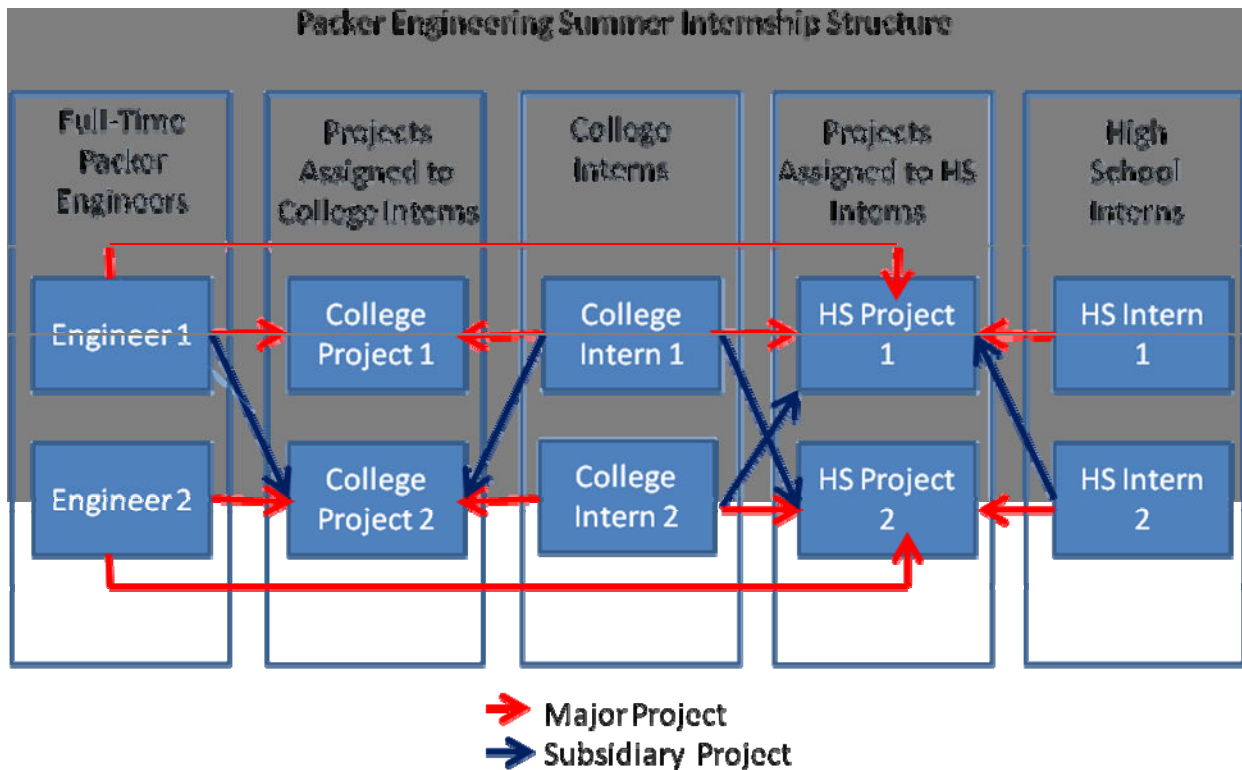 Packer Engineering Summer Internship Structure
Full-Time
Packer
Engineers
Projects
Assigned to
College Interns
College
Interns
Projects
Assigned to HS
Interns
High
School
Interns
Engineer 1
College
Project 1
College
Intern 1
HS Project
1
HS Intern
1
Engineer 2
College
Project 2
College
Intern 2
HS Project
2
HS Intern
2
Major Project
Subsidiary Project